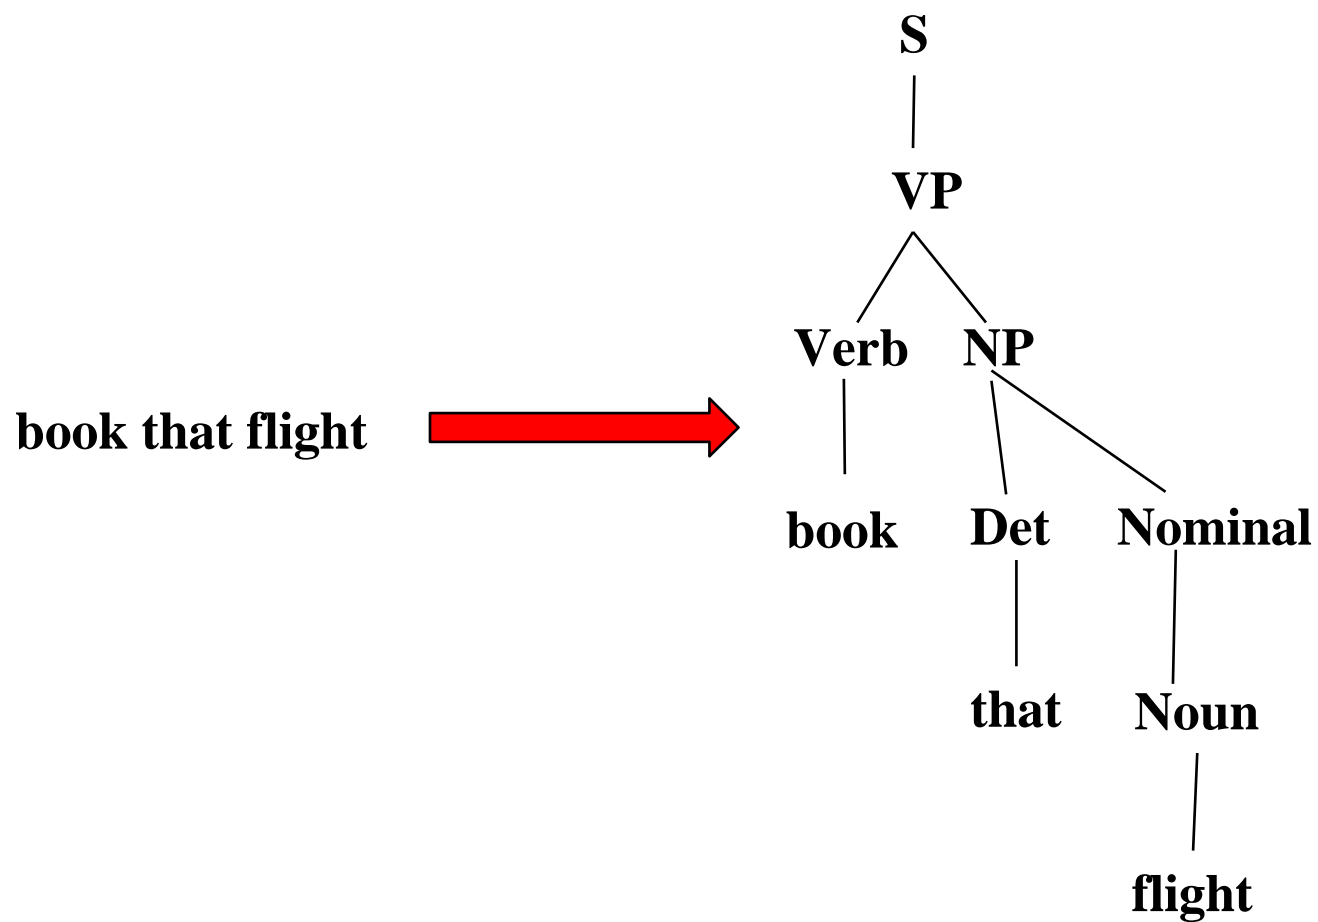 S
VP
Verb NP
book that flight
book Det Nominal
that Noun
flight